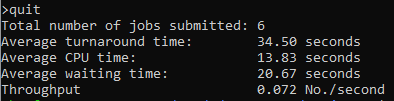 >quit
Total number of jobs submitted: 6
Average turnaround time: 34.50 seconds
Average CPU time: 13.83 seconds
Average waiting time: 20.67 seconds
Throughput 0.072 No./second